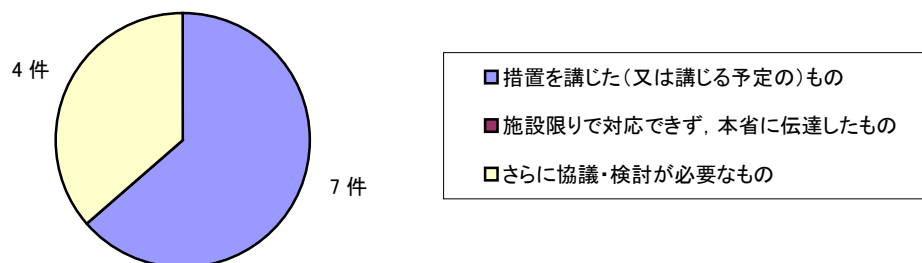 4 件
7 件
措置を講じた（又は講じる予定の）もの
施設限りで対応できず，本省に伝達したもの
さらに協議・検討が必要なもの